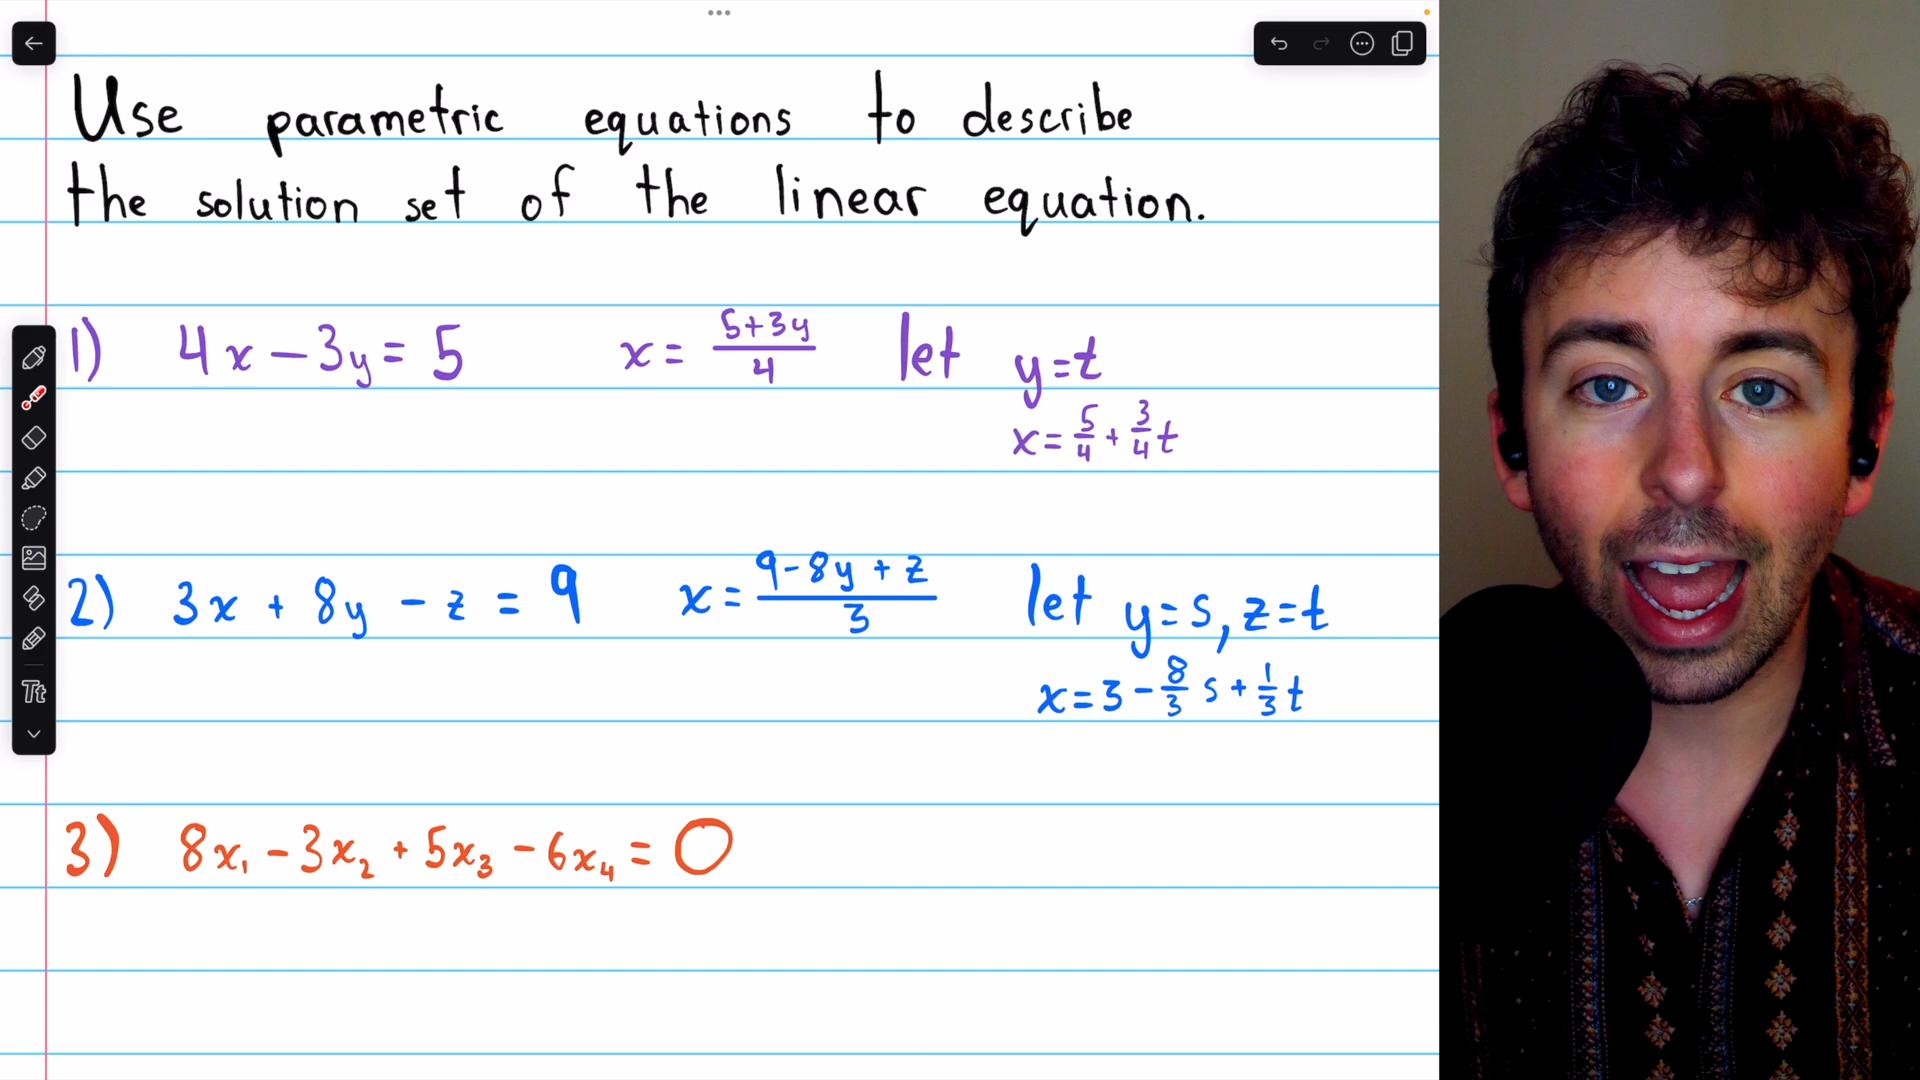 Use parametric equations to describe
the solution set of the linear equation.
1) 4x - 3y = 5 x = (5+3y)/4 let y=t
x = 5/4 + 3/4 t
2) 3x + 8y - z = 9 x = (9-8y+z)/3 let y=s, z=t
x = 3 - 8/3 s + 1/3 t
3) 8x₁ - 3x₂ + 5x₃ - 6x₄ = 0
Tt